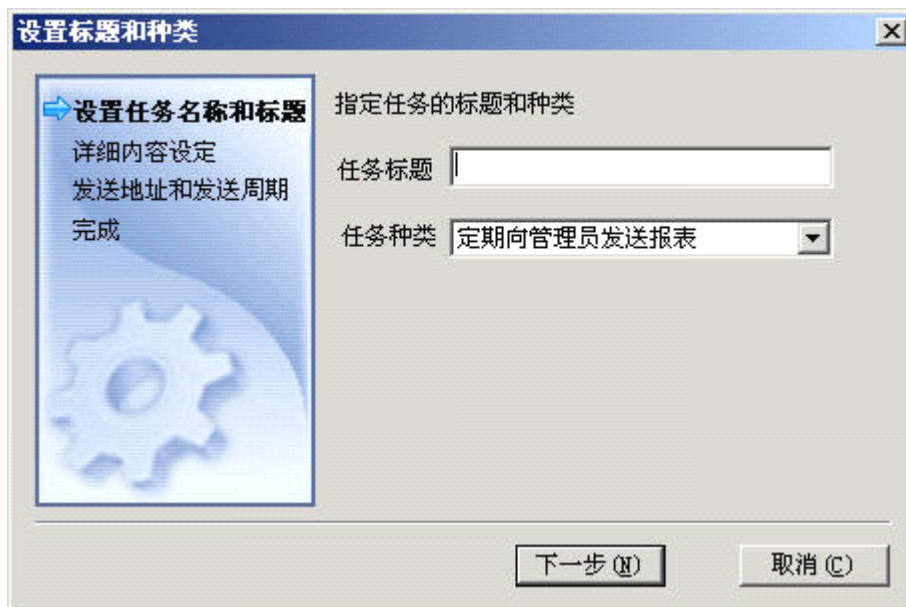 设置标题和种类
设置任务名称和标题
详细内容设定
发送地址和发送周期
完成
指定任务的标题和种类
任务标题
任务种类 定期向管理员发送报表
下一步(N) 取消(C)